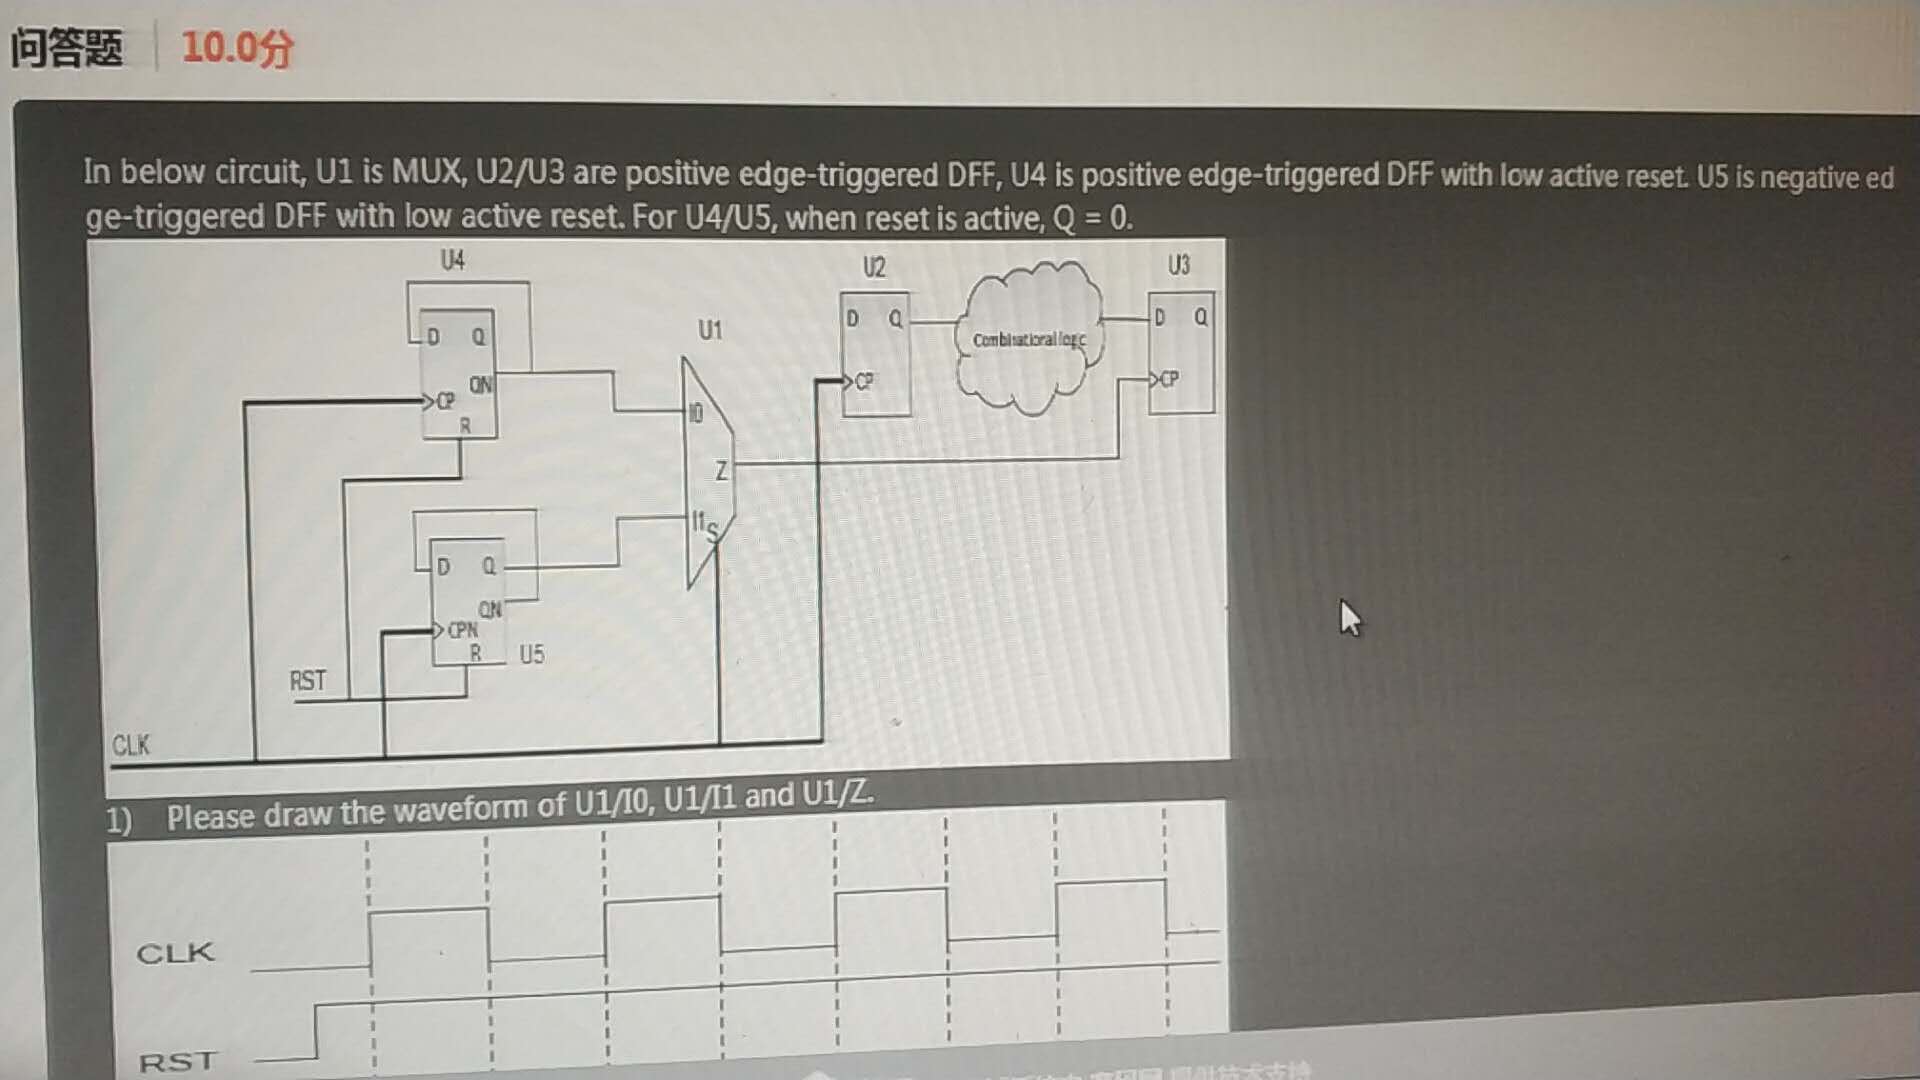 问答题 10.0分
In below circuit, U1 is MUX, U2/U3 are positive edge-triggered DFF, U4 is positive edge-triggered DFF with low active reset. U5 is negative ed
ge-triggered DFF with low active reset. For U4/U5, when reset is active, Q = 0.
U4
U2
U3
D Q
U1
D Q
Combinational logic
D Q
QN
CP
CP
CP
R
I0
Z
I1
S
D Q
QN
CPN
R
U5
RST
CLK
1) Please draw the waveform of U1/I0, U1/I1 and U1/Z.
CLK
RST